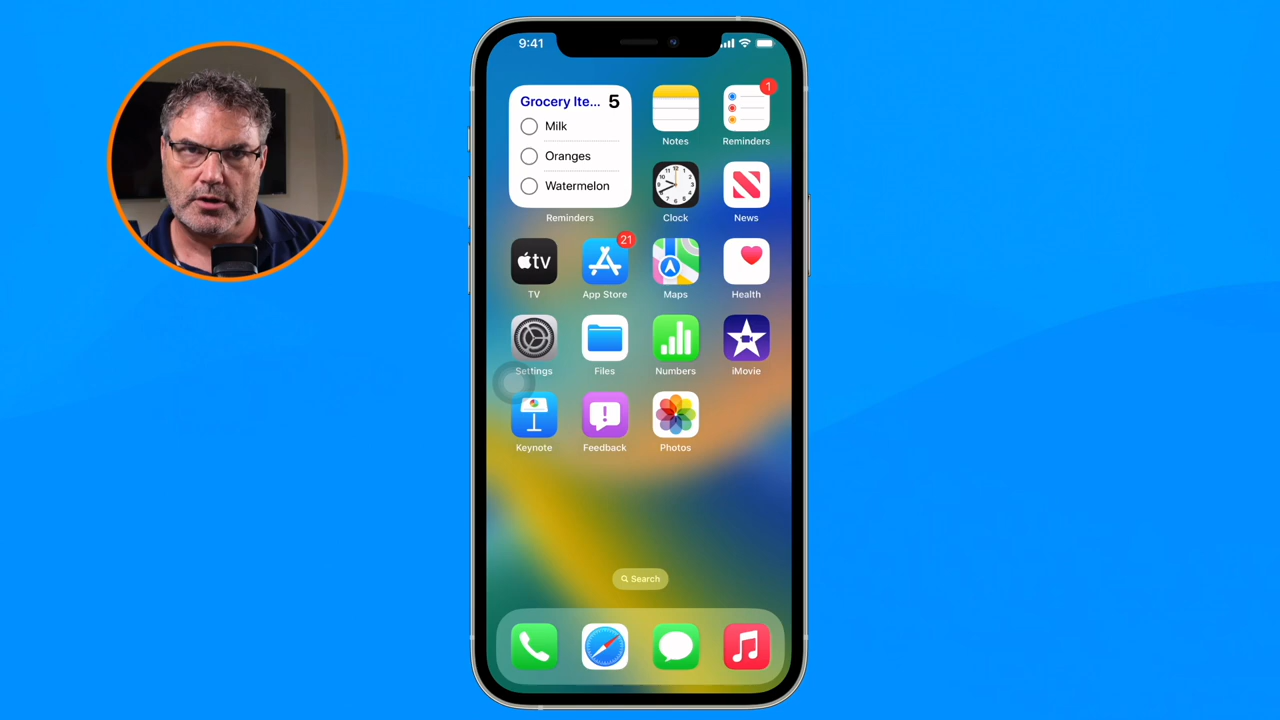 9:41
Grocery Ite... 5
Milk
Oranges
Watermelon
Reminders
Notes
1
Reminders
Clock
News
tv
TV
21
App Store
Maps
Health
Settings
Files
Numbers
iMovie
Keynote
Feedback
Photos
Search